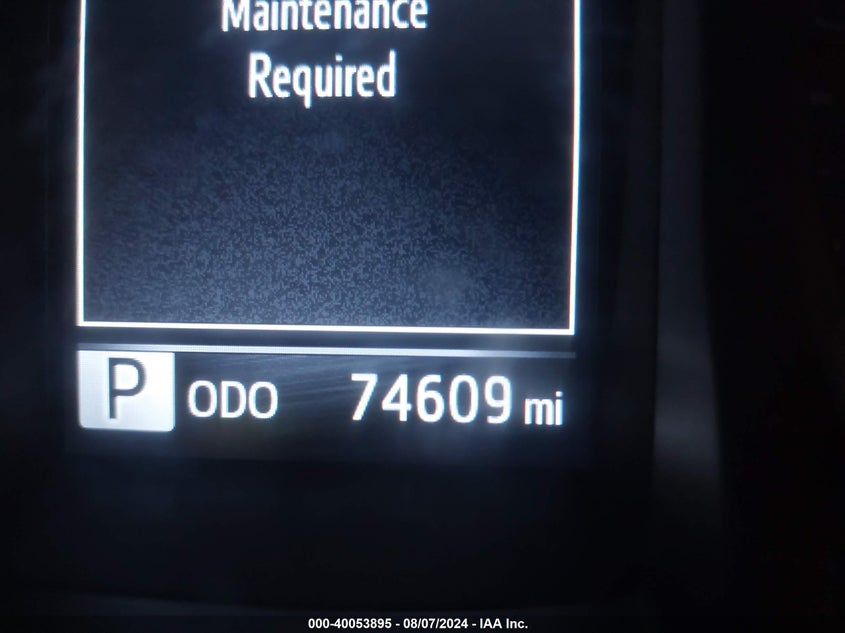 Maintenance
Required
P ODO 74609 mi
000-40053895 - 08/07/2024 - IAA Inc.